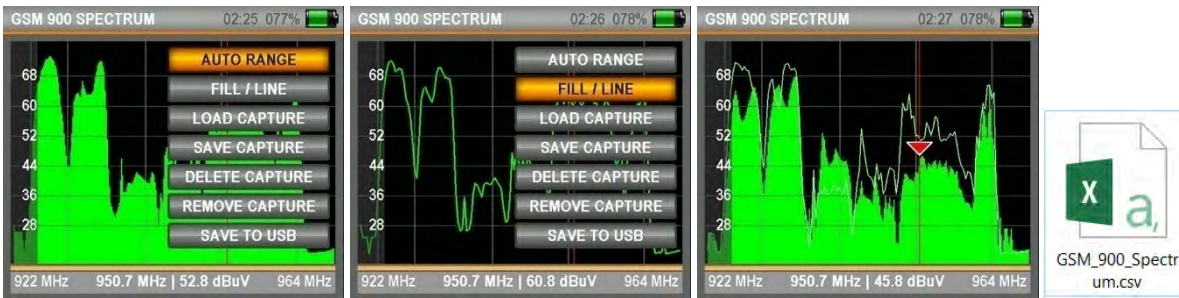 GSM 900 SPECTRUM 02:25 077%
AUTO RANGE
FILL / LINE
LOAD CAPTURE
SAVE CAPTURE
DELETE CAPTURE
REMOVE CAPTURE
SAVE TO USB
68
60
52
44
36
28
922 MHz 950.7 MHz | 52.8 dBuV 964 MHz
GSM 900 SPECTRUM 02:26 078%
AUTO RANGE
FILL / LINE
LOAD CAPTURE
SAVE CAPTURE
DELETE CAPTURE
REMOVE CAPTURE
SAVE TO USB
68
60
52
44
36
28
922 MHz 950.7 MHz | 60.8 dBuV 964 MHz
GSM 900 SPECTRUM 02:27 078%
68
60
52
44
36
28
922 MHz 950.7 MHz | 45.8 dBuV 964 MHz
X
a,
GSM_900_Spectr
um.csv